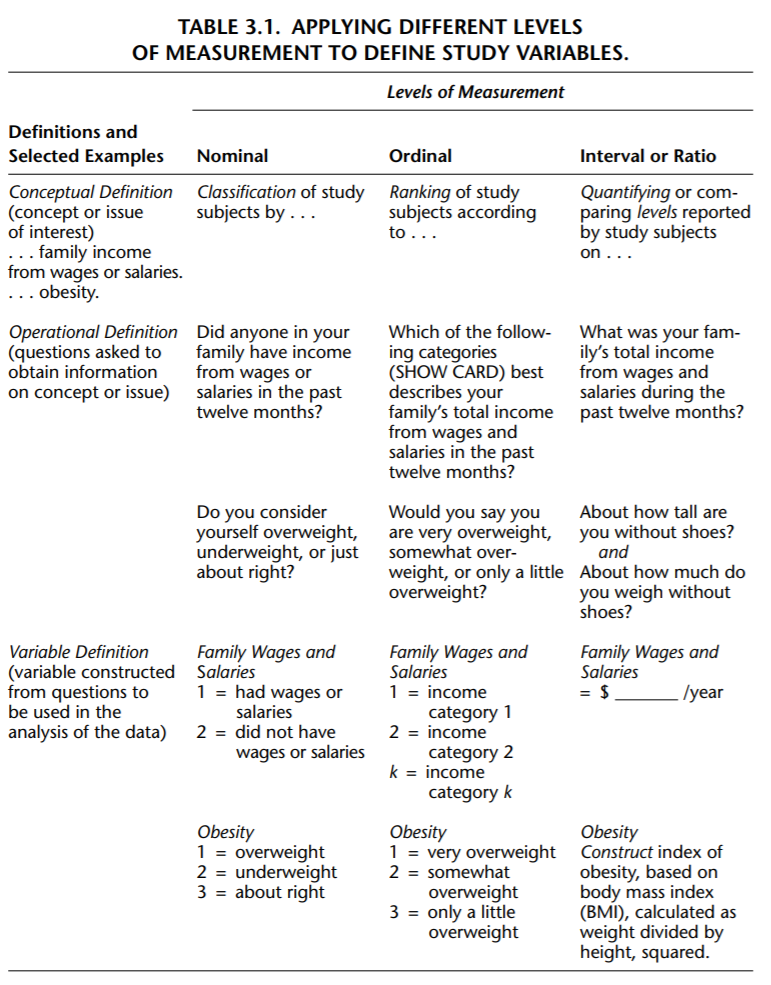 TABLE 3.1. APPLYING DIFFERENT LEVELS
OF MEASUREMENT TO DEFINE STUDY VARIABLES.
Levels of Measurement
Definitions and
Selected Examples
Nominal
Ordinal
Interval or Ratio
Conceptual Definition
(concept or issue
of interest)
. . . family income
from wages or salaries.
. . . obesity.
Classification of study
subjects by . . .
Ranking of study
subjects according
to . . .
Quantifying or com-
paring levels reported
by study subjects
on . . .
Operational Definition
(questions asked to
obtain information
on concept or issue)
Did anyone in your
family have income
from wages or
salaries in the past
twelve months?
Which of the follow-
ing categories
(SHOW CARD) best
describes your
family’s total income
from wages and
salaries in the past
twelve months?
What was your fam-
ily’s total income
from wages and
salaries during the
past twelve months?
Do you consider
yourself overweight,
underweight, or just
about right?
Would you say you
are very overweight,
somewhat over-
weight, or only a little
overweight?
About how tall are
you without shoes?
and
About how much do
you weigh without
shoes?
Variable Definition
(variable constructed
from questions to
be used in the
analysis of the data)
Family Wages and
Salaries
1 = had wages or
salaries
2 = did not have
wages or salaries
Family Wages and
Salaries
1 = income
category 1
2 = income
category 2
k = income
category k
Family Wages and
Salaries
= $ _______ /year
Obesity
1 = overweight
2 = underweight
3 = about right
Obesity
1 = very overweight
2 = somewhat
overweight
3 = only a little
overweight
Obesity
Construct index of
obesity, based on
body mass index
(BMI), calculated as
weight divided by
height, squared.